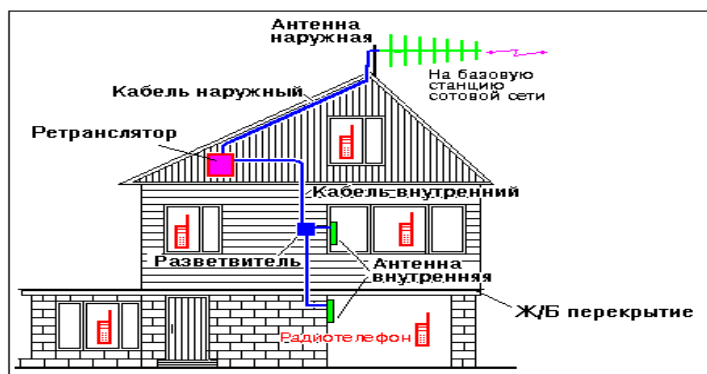 Антенна
наружная
На базовую
станцию
сотовой сети
Кабель наружный
Ретранслятор
Кабель внутренний
Разветвитель
Антенна
внутренняя
Ж/Б перекрытие
Радиотелефон